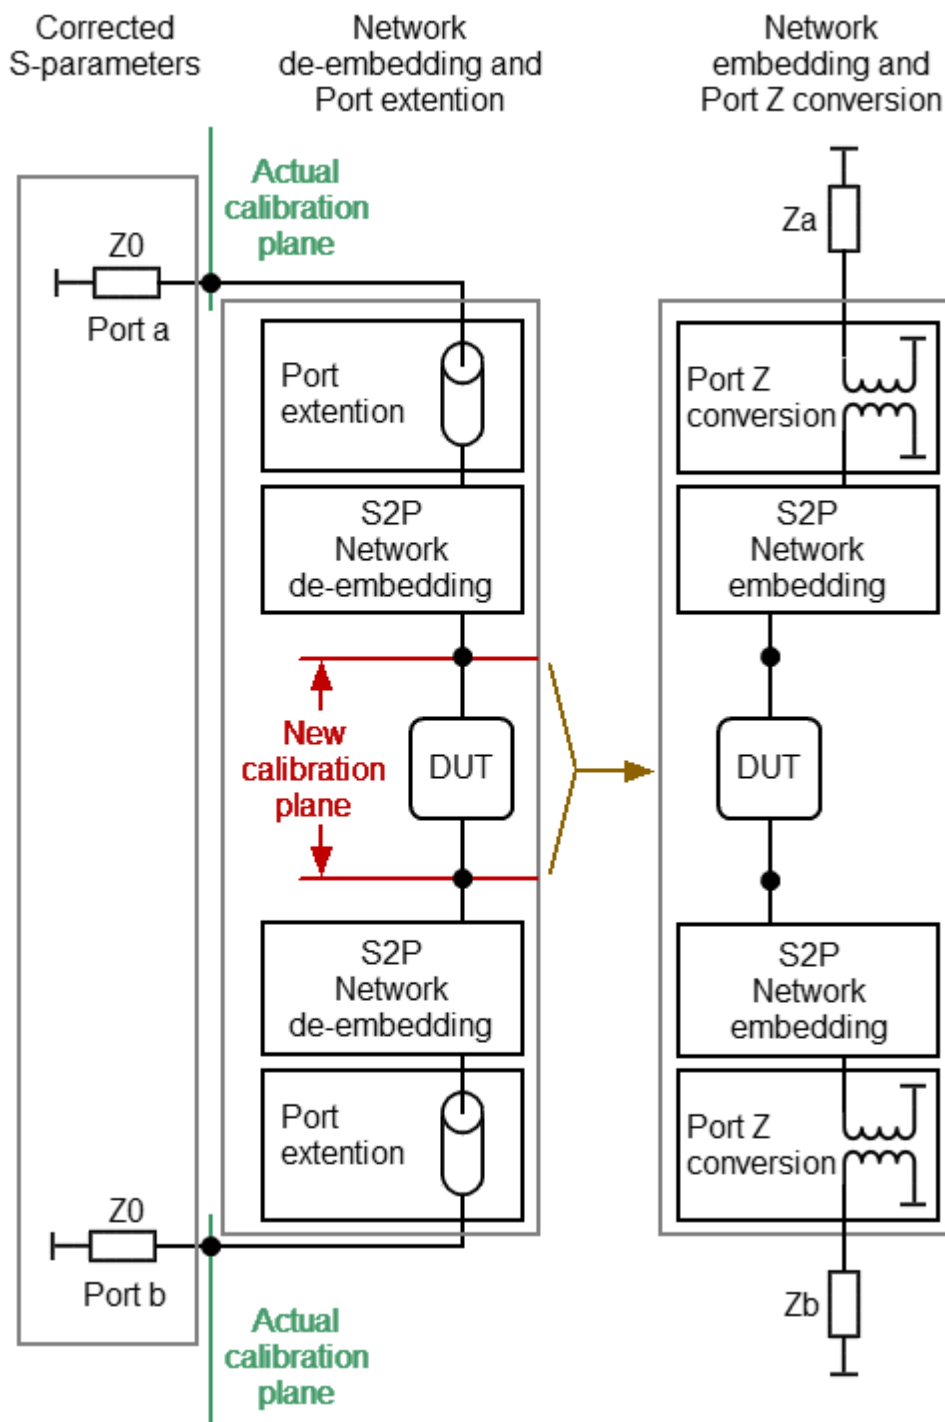 Corrected
S-parameters
Network
de-embedding and
Port extention
Network
embedding and
Port Z conversion
Actual
calibration
plane
Z0
Port a
Port
extention
S2P
Network
de-embedding
New
calibration
plane
DUT
S2P
Network
de-embedding
Port
extention
Z0
Port b
Actual
calibration
plane
Za
Port Z
conversion
S2P
Network
embedding
DUT
S2P
Network
embedding
Port Z
conversion
Zb